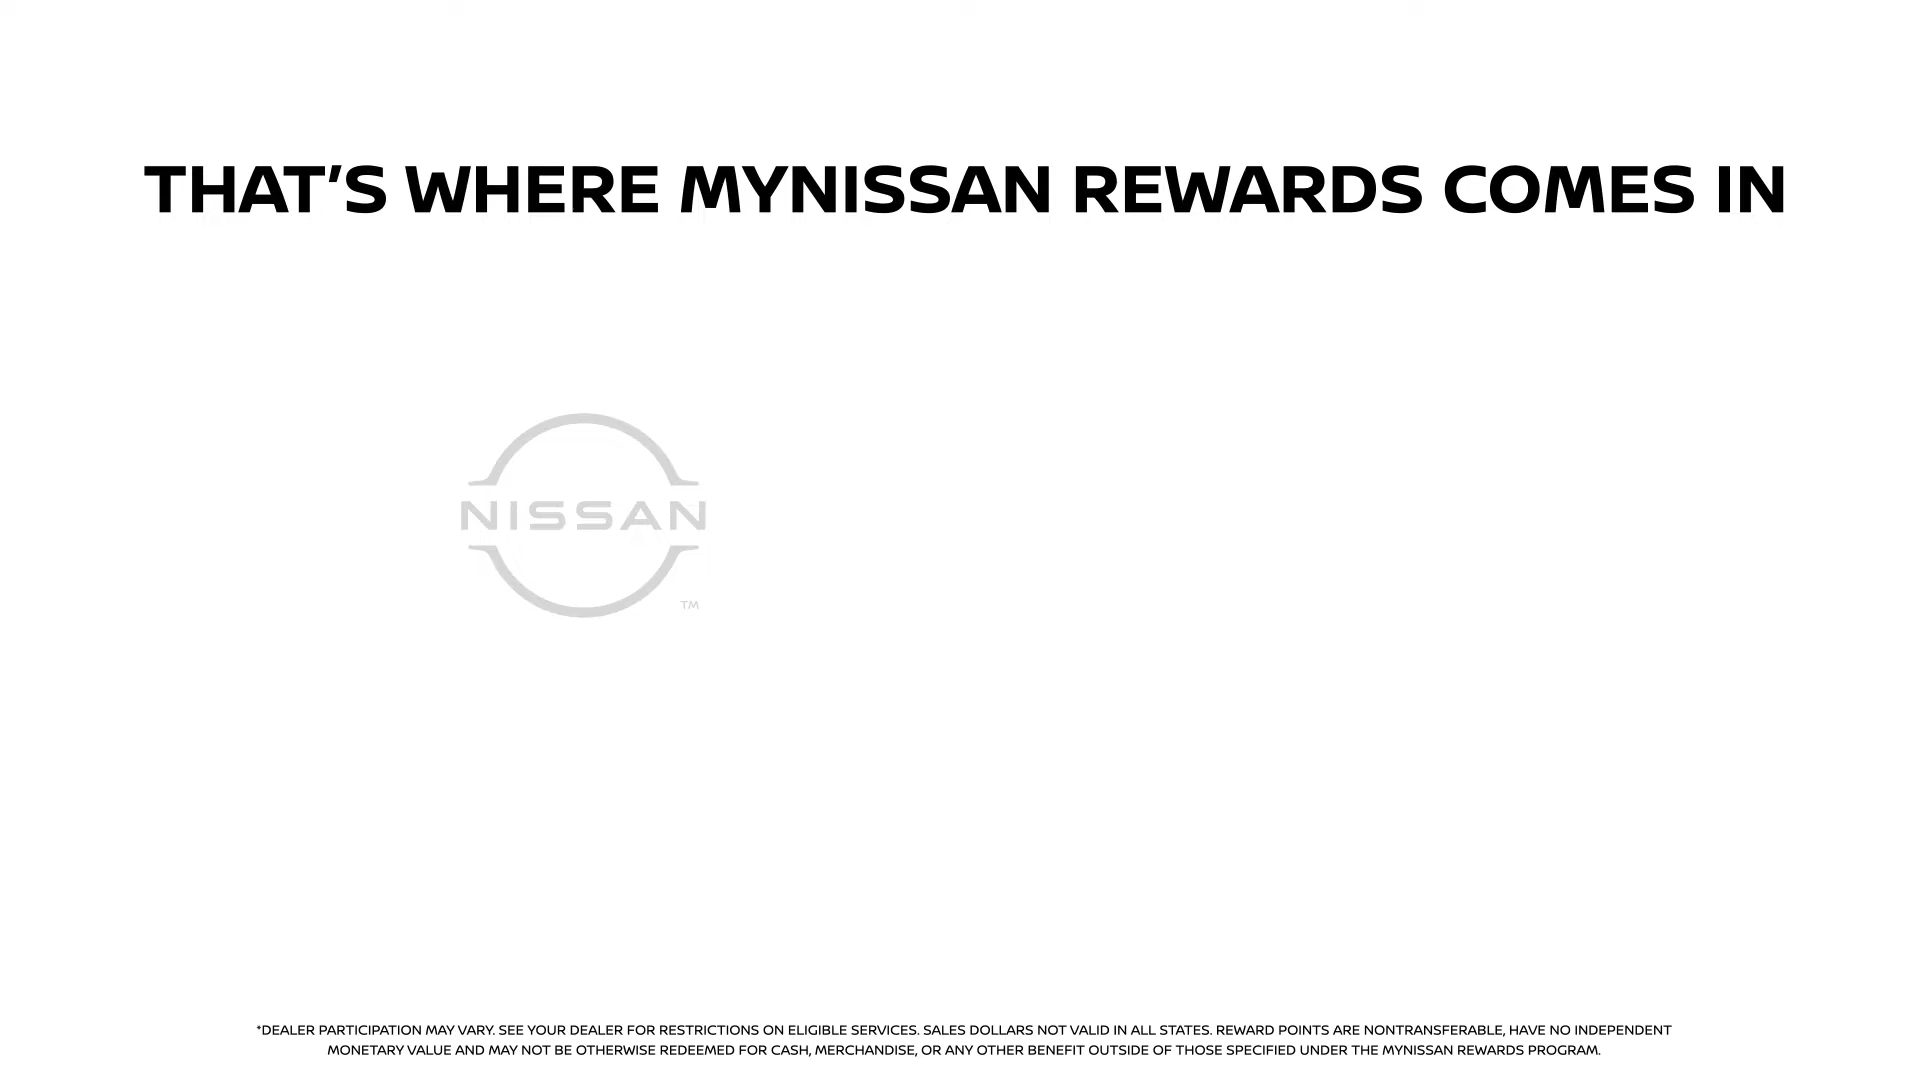 THAT’S WHERE MYNISSAN REWARDS COMES IN
NISSAN
TM
*DEALER PARTICIPATION MAY VARY. SEE YOUR DEALER FOR RESTRICTIONS ON ELIGIBLE SERVICES. SALES DOLLARS NOT VALID IN ALL STATES. REWARD POINTS ARE NONTRANSFERABLE, HAVE NO INDEPENDENT
MONETARY VALUE AND MAY NOT BE OTHERWISE REDEEMED FOR CASH, MERCHANDISE, OR ANY OTHER BENEFIT OUTSIDE OF THOSE SPECIFIED UNDER THE MYNISSAN REWARDS PROGRAM.